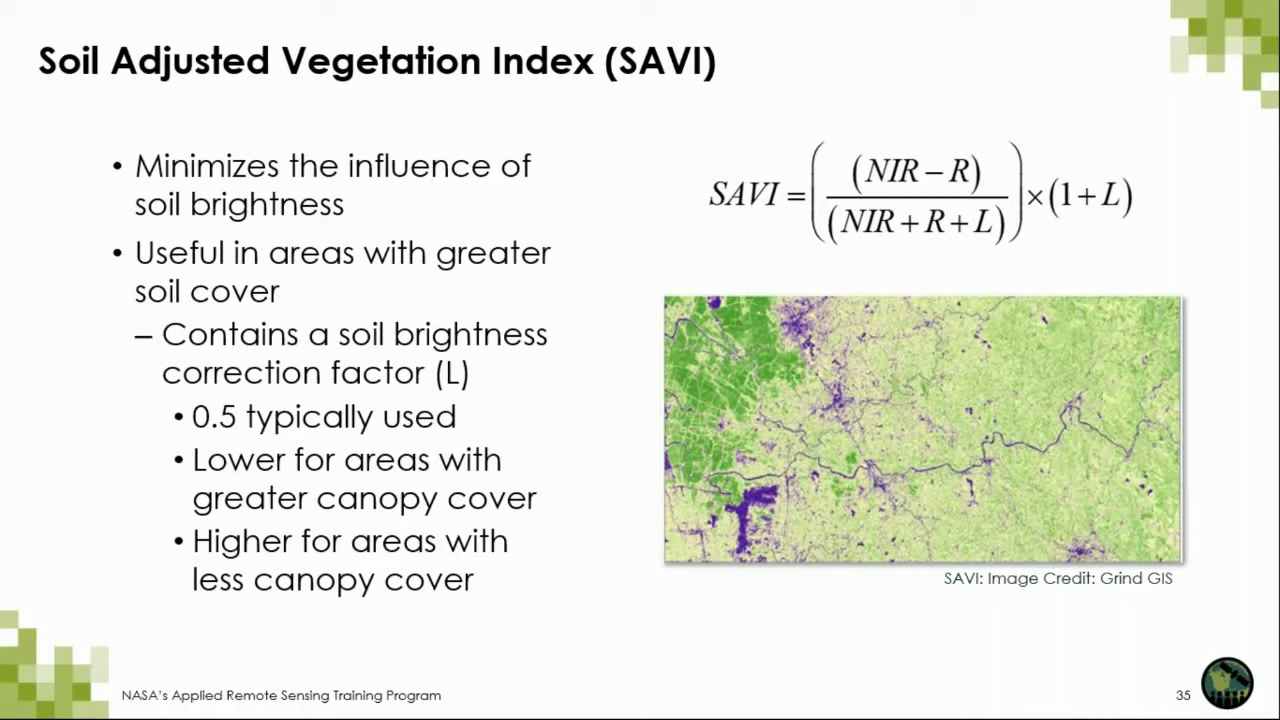 Soil Adjusted Vegetation Index (SAVI)
• Minimizes the influence of
soil brightness
• Useful in areas with greater
soil cover
– Contains a soil brightness
correction factor (L)
• 0.5 typically used
• Lower for areas with
greater canopy cover
• Higher for areas with
less canopy cover
SAVI = ( (NIR − R) / (NIR + R + L) ) × (1 + L)
SAVI: Image Credit: Grind GIS
NASA's Applied Remote Sensing Training Program
35